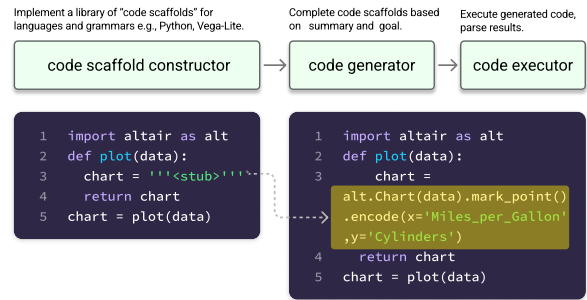 Implement a library of "code scaffolds" for
languages and grammars e.g., Python, Vega-Lite.
code scaffold constructor
Complete code scaffolds based
on summary and goal.
code generator
Execute generated code,
parse results.
code executor
1 import altair as alt
2 def plot(data):
3 chart = '''<stub>'''
4 return chart
5 chart = plot(data)
1 import altair as alt
2 def plot(data):
3 chart =
alt.Chart(data).mark_point()
.encode(x='Miles_per_Gallon'
,y='Cylinders')
4 return chart
5 chart = plot(data)